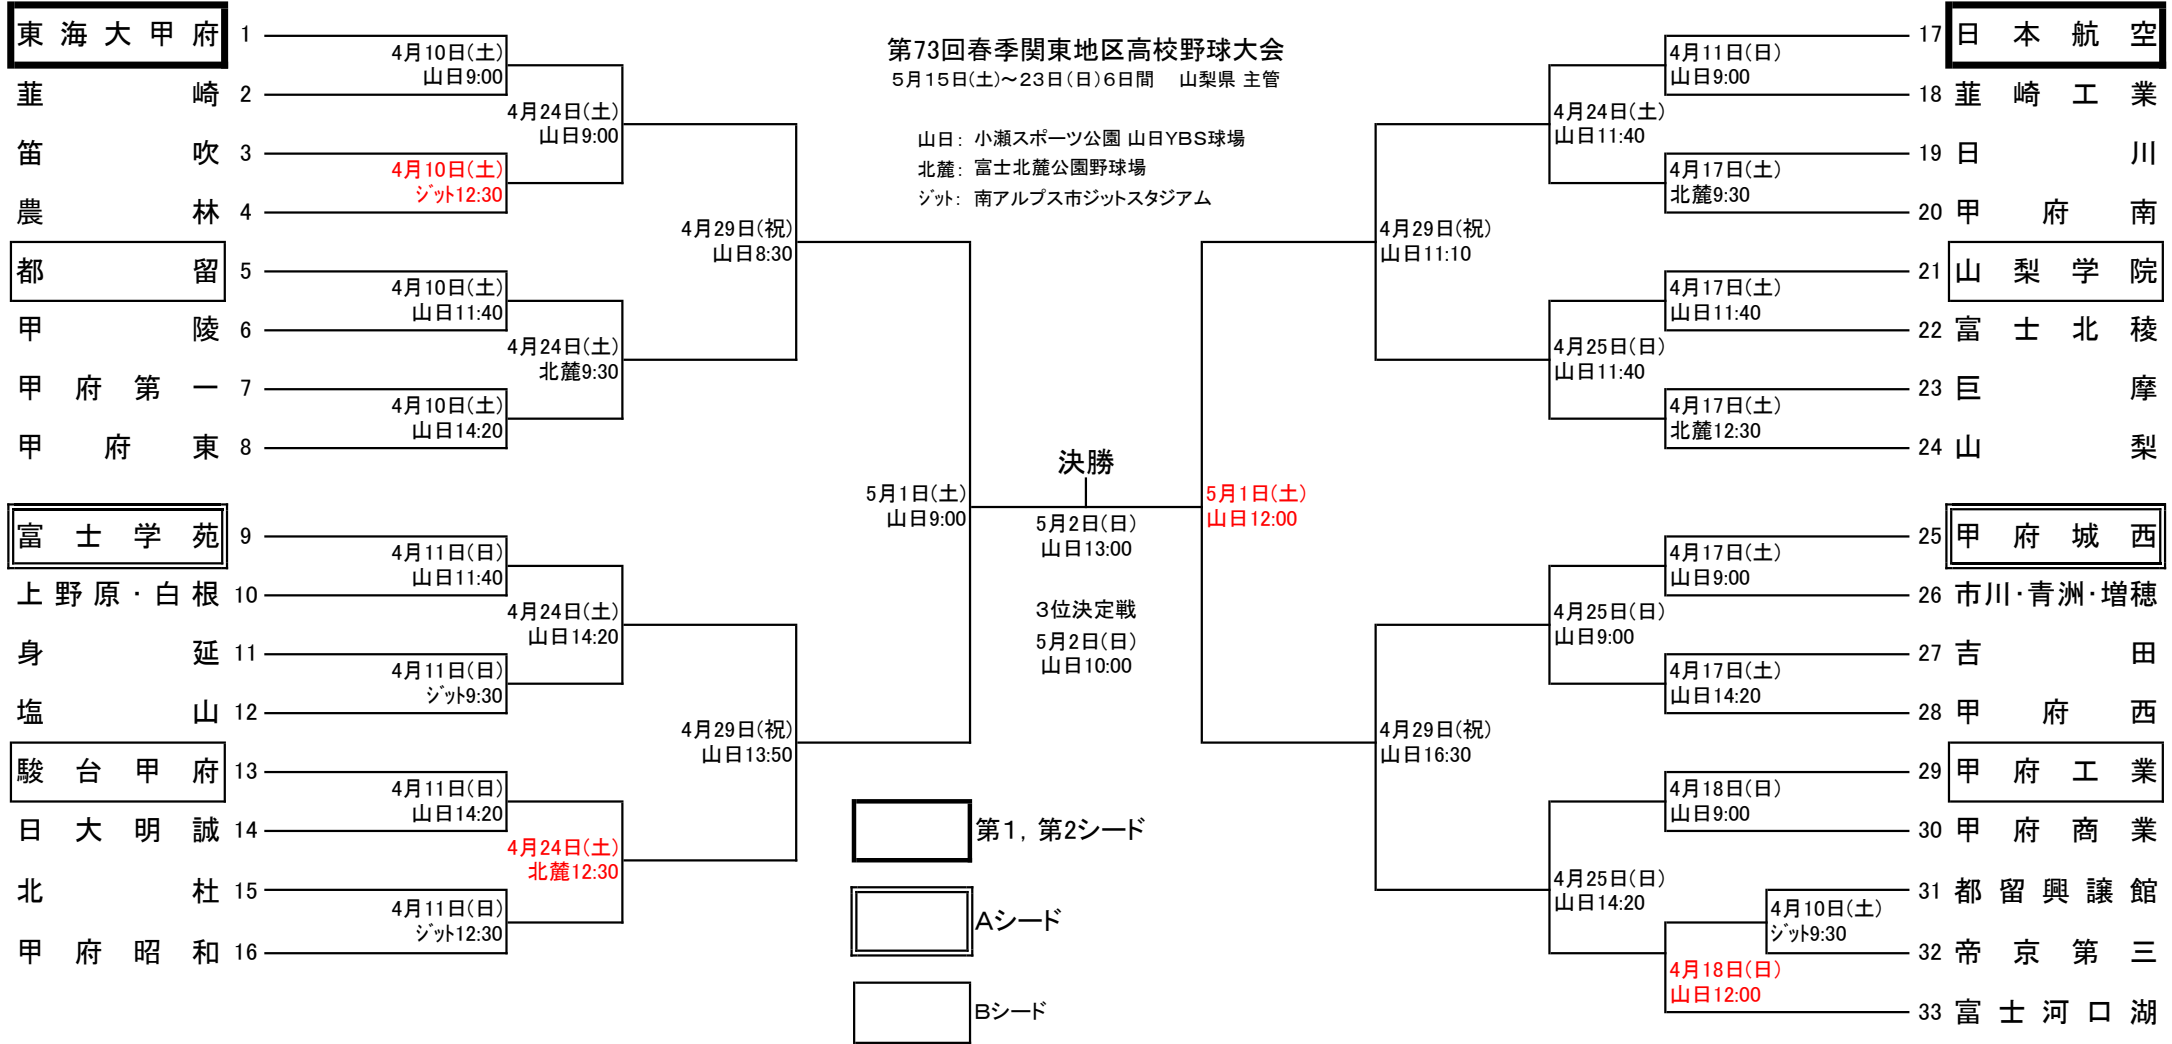 第73回春季関東地区高校野球大会
5月15日(土)～23日(日)6日間　山梨県 主管
山日： 小瀬スポーツ公園 山日YBS球場
北麓： 富士北麓公園野球場
ｼﾞｯﾄ： 南アルプス市ジットスタジアム
東海大甲府 1
韮崎 2
笛吹 3
農林 4
都留 5
甲陵 6
甲府第一 7
甲府東 8
富士学苑 9
上野原・白根 10
身延 11
塩山 12
駿台甲府 13
日大明誠 14
北杜 15
甲府昭和 16
4月10日(土)
山日9:00
4月10日(土)
ｼﾞｯﾄ12:30
4月10日(土)
山日11:40
4月10日(土)
山日14:20
4月11日(日)
山日11:40
4月11日(日)
ｼﾞｯﾄ9:30
4月11日(日)
山日14:20
4月11日(日)
ｼﾞｯﾄ12:30
4月24日(土)
山日9:00
4月24日(土)
北麓9:30
4月24日(土)
山日14:20
4月24日(土)
北麓12:30
4月29日(祝)
山日8:30
4月29日(祝)
山日13:50
5月1日(土)
山日9:00
決勝
5月2日(日)
山日13:00
3位決定戦
5月2日(日)
山日10:00
第1，第2シード
Aシード
Bシード
5月1日(土)
山日12:00
4月29日(祝)
山日11:10
4月29日(祝)
山日16:30
4月24日(土)
山日11:40
4月25日(日)
山日11:40
4月25日(日)
山日9:00
4月25日(日)
山日14:20
4月11日(日)
山日9:00
4月17日(土)
北麓9:30
4月17日(土)
山日11:40
4月17日(土)
北麓12:30
4月17日(土)
山日9:00
4月17日(土)
山日14:20
4月18日(日)
山日9:00
4月10日(土)
ｼﾞｯﾄ9:30
4月18日(日)
山日12:00
17 日本航空
18 韮崎工業
19 日川
20 甲府南
21 山梨学院
22 富士北稜
23 巨摩
24 山梨
25 甲府城西
26 市川・青洲・増穂
27 吉田
28 甲府西
29 甲府工業
30 甲府商業
31 都留興譲館
32 帝京第三
33 富士河口湖